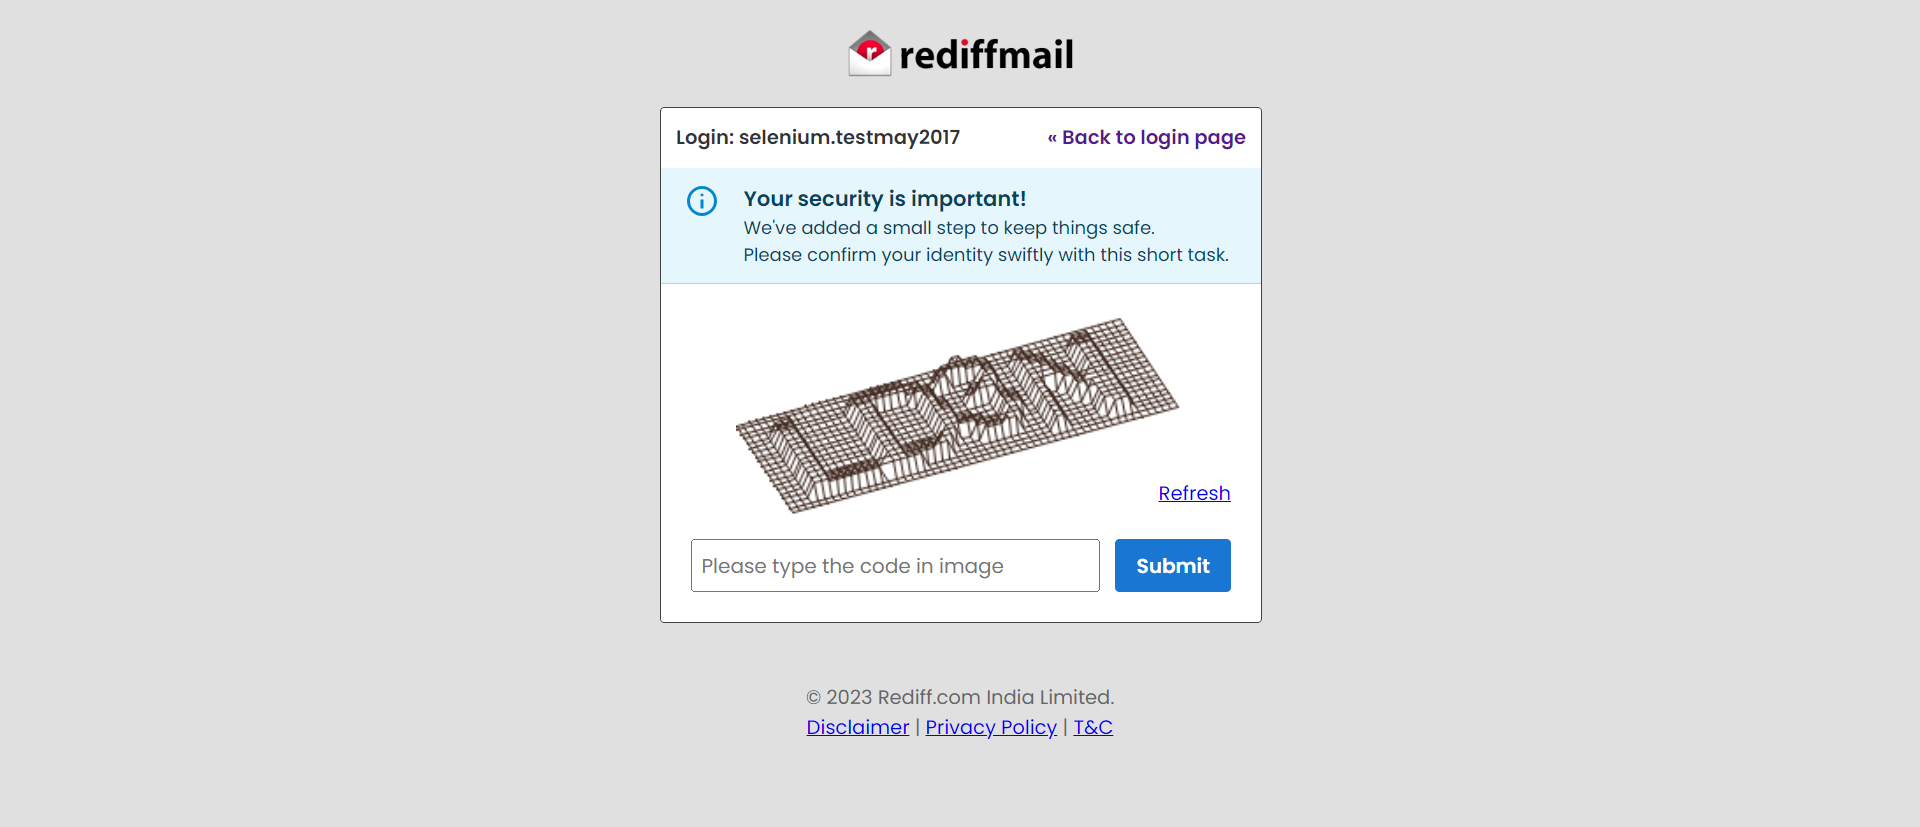 rediffmail
Login: selenium.testmay2017
« Back to login page
Your security is important!
We've added a small step to keep things safe.
Please confirm your identity swiftly with this short task.
Refresh
Please type the code in image
Submit
© 2023 Rediff.com India Limited.
Disclaimer | Privacy Policy | T&C